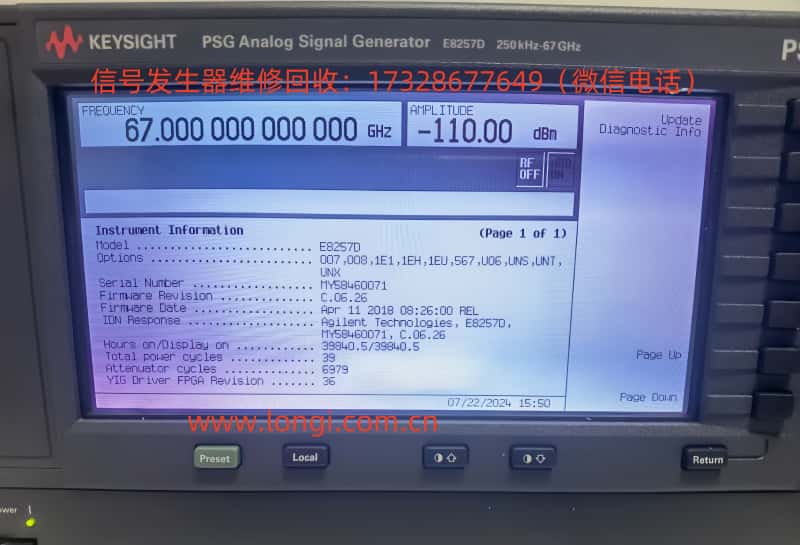 KEYSIGHT PSG Analog Signal Generator E8257D 250 kHz-67 GHz
信号发生器维修回收：17328677649（微信电话）
FREQUENCY
67.000 000 000 000 GHz
AMPLITUDE
-110.00 dBm
Update
Diagnostic Info
RF
OFF
Instrument Information (Page 1 of 1)
Model ......................... E8257D
Options ....................... 007,008,1E1,1EH,1EU,567,U06,UNS,UNT,
UNX
Serial Number ................. MY58460071
Firmware Revision ............. C.06.26
Firmware Date ................. Apr 11 2018 08:26:00 REL
IDN Response .................. Agilent Technologies, E8257D,
MY58460071, C.06.26
Hours on/Display on ........... 39840.5/39840.5
Total power cycles ............ 39
Attenuator cycles ............. 6979
YIG Driver FPGA Revision ....... 36
Page Up
Page Down
07/22/2024 15:50
www.longi.com.cn
Preset
Local
Return